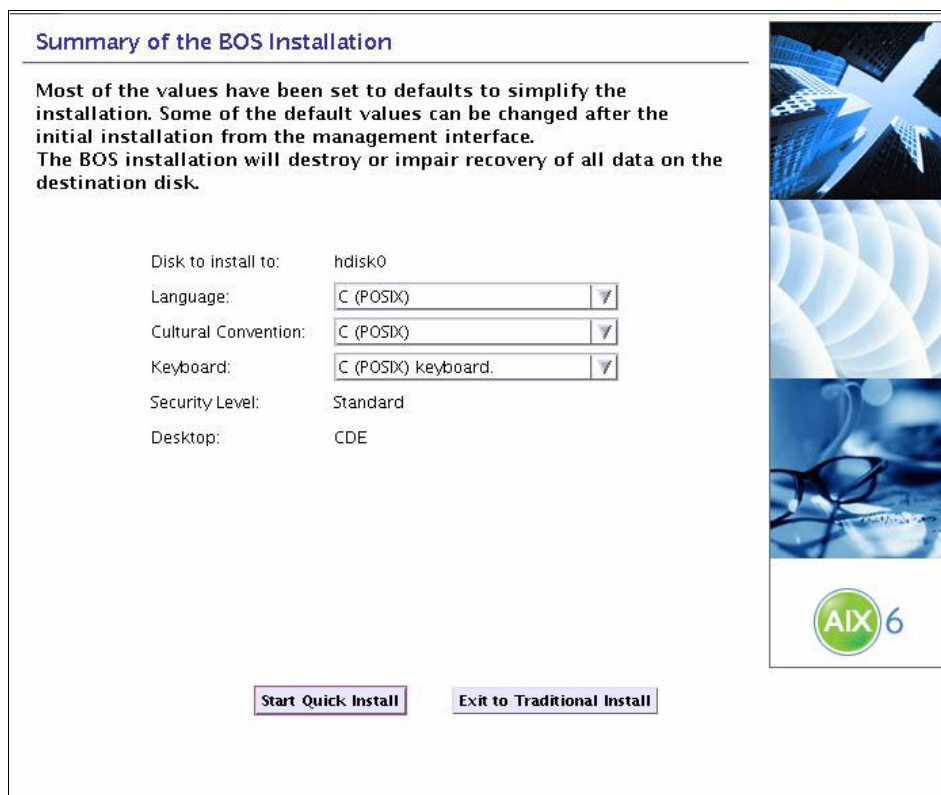 Summary of the BOS Installation
Most of the values have been set to defaults to simplify the
installation. Some of the default values can be changed after the
initial installation from the management interface.
The BOS installation will destroy or impair recovery of all data on the
destination disk.
Disk to install to: hdisk0
Language: C (POSIX)
Cultural Convention: C (POSIX)
Keyboard: C (POSIX) keyboard.
Security Level: Standard
Desktop: CDE
AIX 6
Start Quick Install Exit to Traditional Install